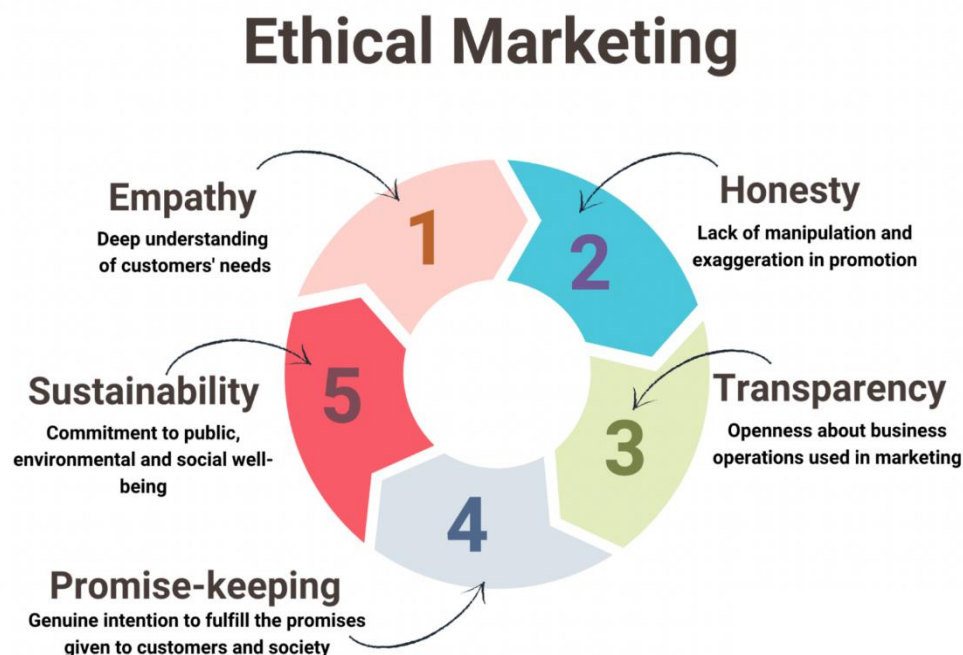 Ethical Marketing
Empathy
Deep understanding
of customers' needs
1
2
Honesty
Lack of manipulation and
exaggeration in promotion
Sustainability
Commitment to public,
environmental and social well-
being
5
3
Transparency
Openness about business
operations used in marketing
4
Promise-keeping
Genuine intention to fulfill the promises
given to customers and society